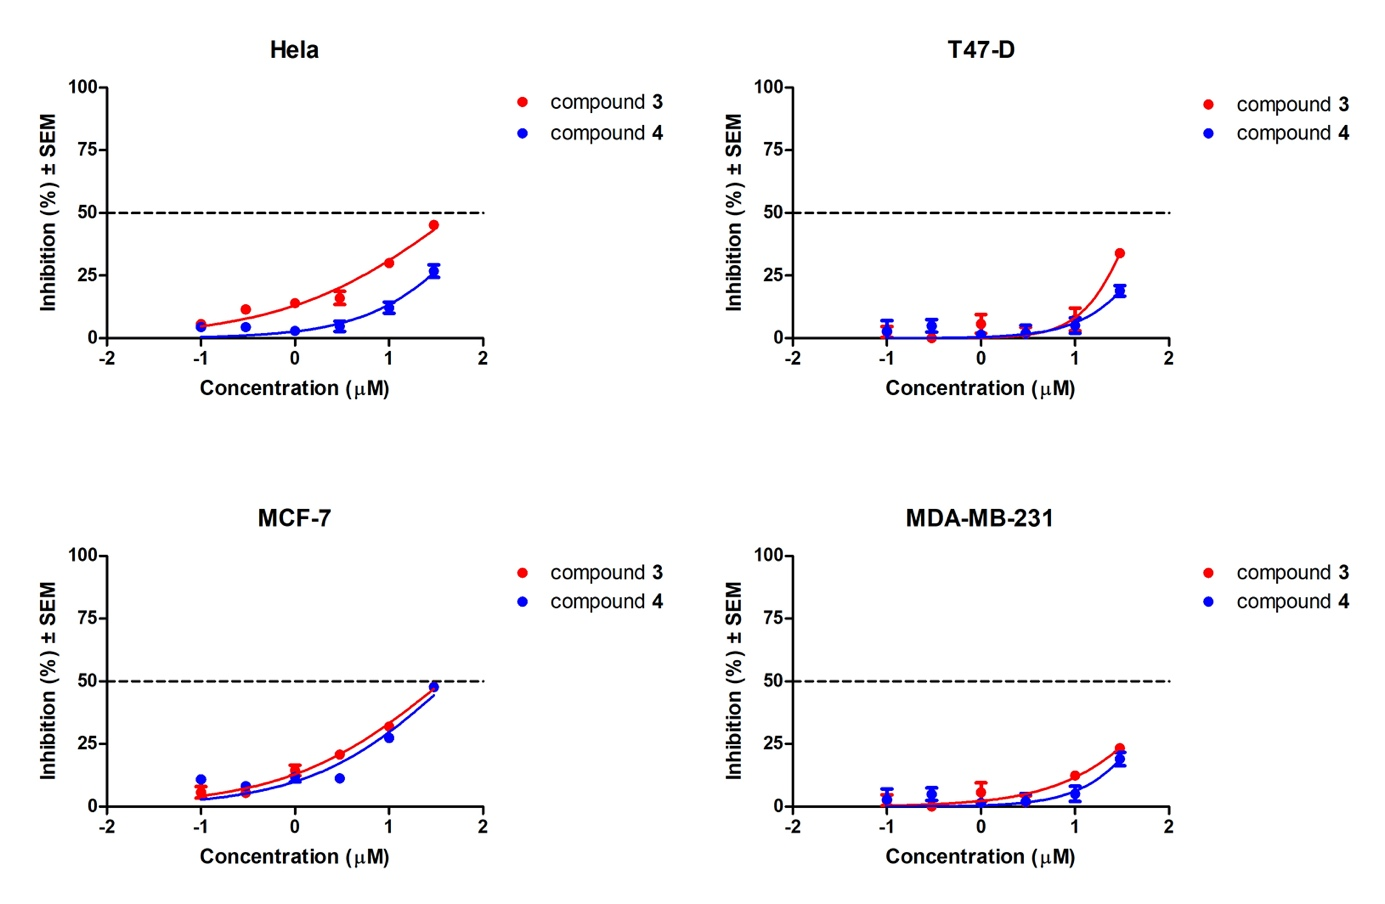 Hela
100
75
50
25
0
-2 -1 0 1 2
Inhibition (%) ± SEM
Concentration (μM)
compound 3
compound 4
T47-D
100
75
50
25
0
-2 -1 0 1 2
Inhibition (%) ± SEM
Concentration (μM)
compound 3
compound 4
MCF-7
100
75
50
25
0
-2 -1 0 1 2
Inhibition (%) ± SEM
Concentration (μM)
compound 3
compound 4
MDA-MB-231
100
75
50
25
0
-2 -1 0 1 2
Inhibition (%) ± SEM
Concentration (μM)
compound 3
compound 4